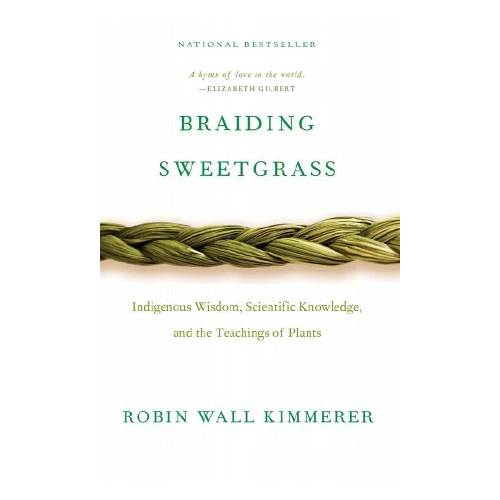 NATIONAL BESTSELLER
A hymn of love to the world.
—ELIZABETH GILBERT
BRAIDING
SWEETGRASS
Indigenous Wisdom, Scientific Knowledge,
and the Teachings of Plants
ROBIN WALL KIMMERER